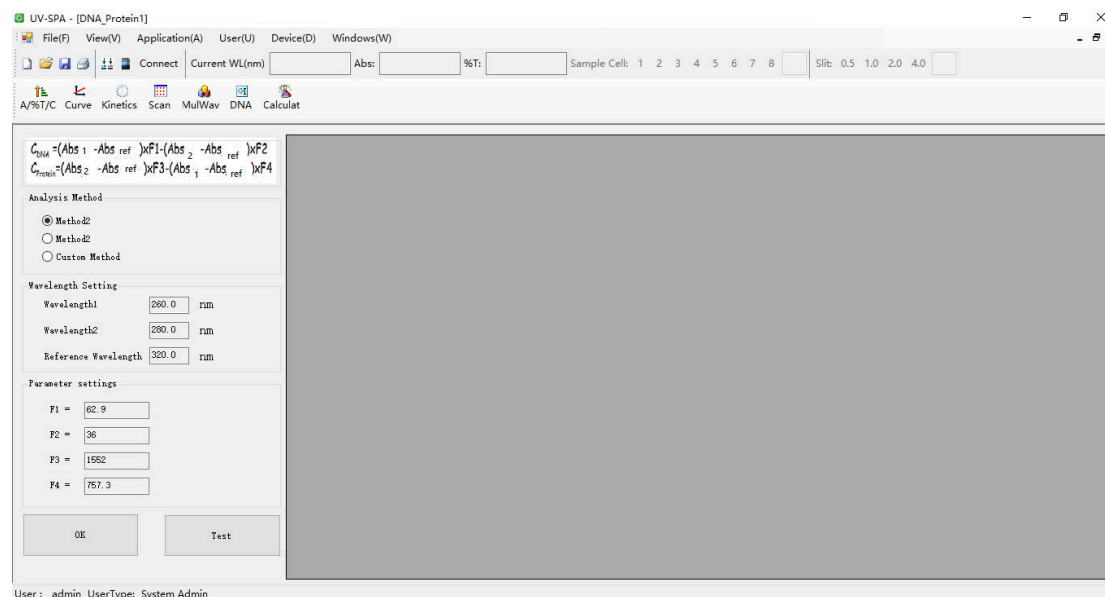 UV-SPA - [DNA_Protein1]
File(F) View(V) Application(A) User(U) Device(D) Windows(W)
Connect Current WL(nm) Abs: %T: Sample Cell: 1 2 3 4 5 6 7 8 Slit: 0.5 1.0 2.0 4.0
A/%T/C Curve Kinetics Scan MulWav DNA Calculat
C DNA =(Abs 1 -Abs ref )xF1-(Abs 2 -Abs ref )xF2
C Protein=(Abs 2 -Abs ref )xF3-(Abs 1 -Abs ref )xF4
Analysis Method
Method2
Method2
Custom Method
Wavelength Setting
Wavelength1 260.0 nm
Wavelength2 280.0 nm
Reference Wavelength 320.0 nm
Parameter settings
F1 = 62.9
F2 = 36
F3 = 1552
F4 = 757.3
OK Test
User : admin UserType: System Admin